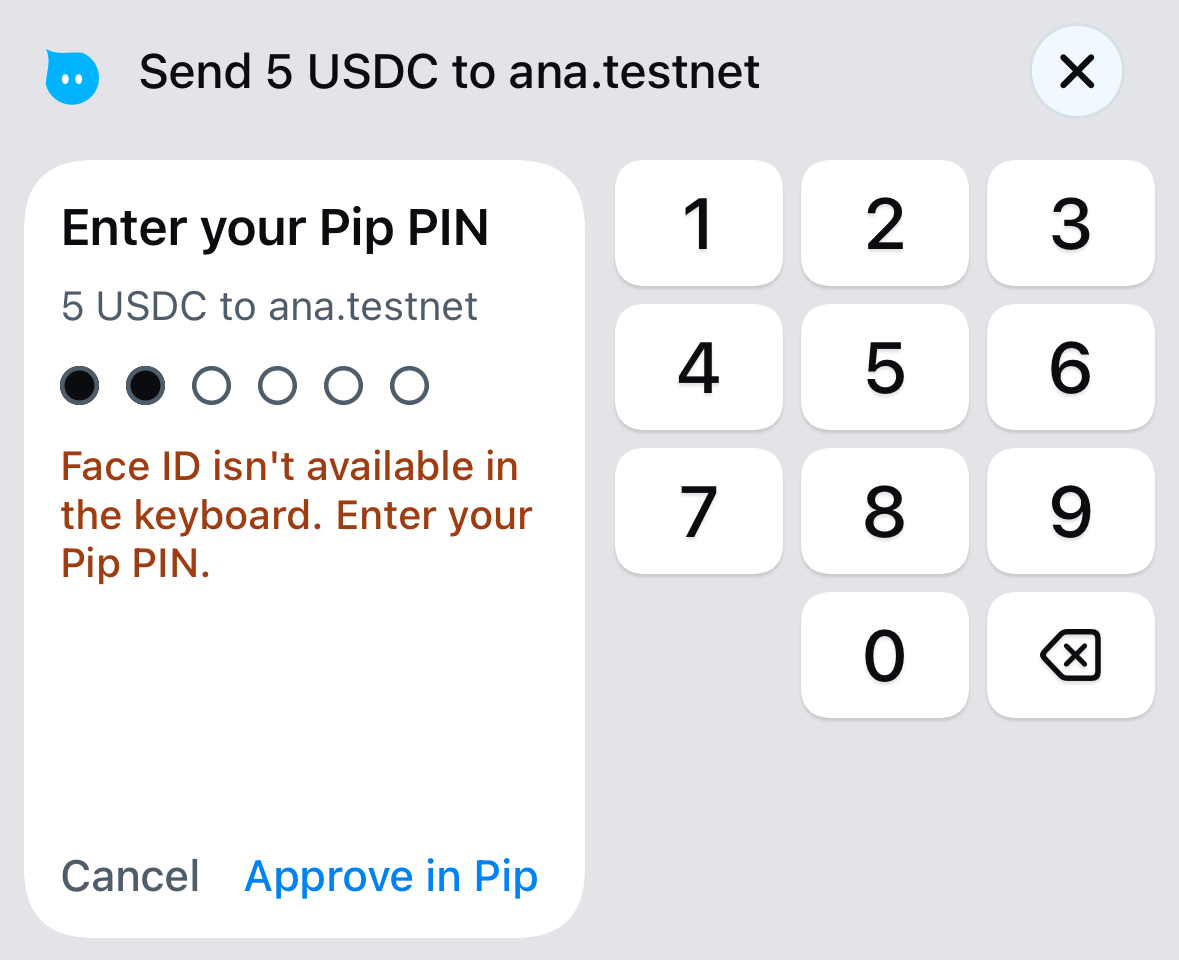 Send 5 USDC to ana.testnet
Enter your Pip PIN
5 USDC to ana.testnet
Face ID isn't available in
the keyboard. Enter your
Pip PIN.
Cancel Approve in Pip
1 2 3
4 5 6
7 8 9
0